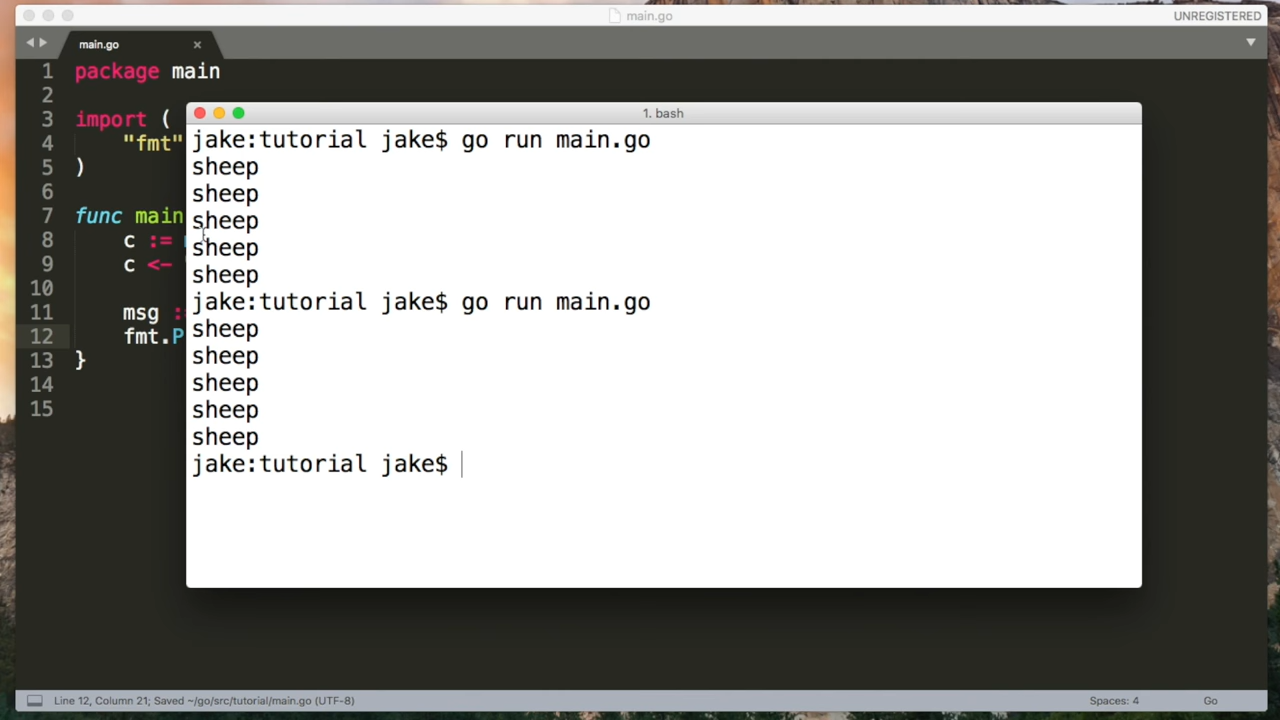 main.go
UNREGISTERED
main.go
1 package main
2
3 import (
4 "fmt"
5 )
6
7 func main
8 c :=
9 c <-
10
11 msg :
12 fmt.P
13 }
14
15
1. bash
jake:tutorial jake$ go run main.go
sheep
sheep
sheep
sheep
sheep
jake:tutorial jake$ go run main.go
sheep
sheep
sheep
sheep
sheep
jake:tutorial jake$
Line 12, Column 21; Saved ~/go/src/tutorial/main.go (UTF-8)
Spaces: 4
Go